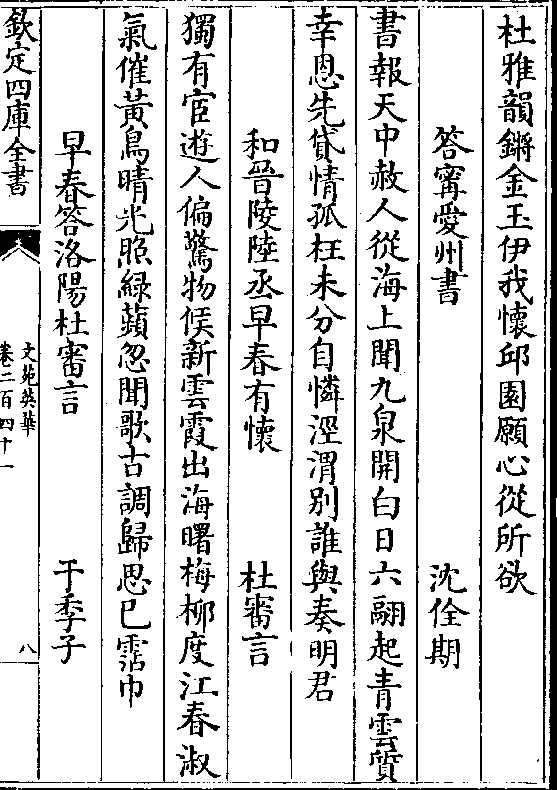 杜雅韻鏘金玉伊我懷邱園願心從所欲
答寗愛州書 沈佺期
書報天中赦人從海上聞九泉開白日六翮起青雲質
幸恩先貸情孤枉未分自憐涇渭別誰與奏明君
和晉陵陸丞早春有懷 杜審言
獨有宦遊人偏驚物候新雲霞出海曙梅柳度江春淑
氣催黃鳥晴光照綠蘋忽聞歌古調歸思已霑巾
早春答洛陽杜審言 于季子
欽定四庫全書
文苑英華
卷二百四十一
八